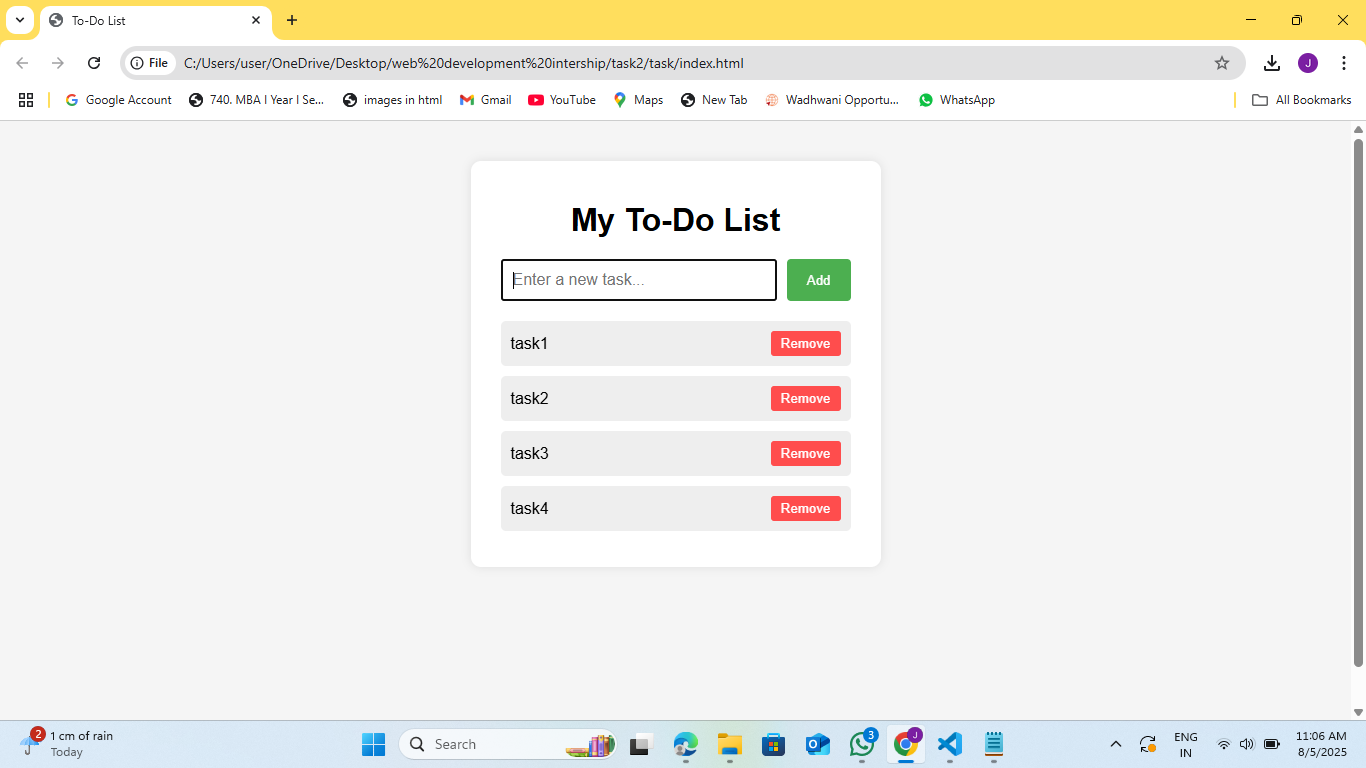 To-Do List
File C:/Users/user/OneDrive/Desktop/web%20development%20intership/task2/task/index.html J
Google Account 740. MBA I Year I Se... images in html Gmail YouTube Maps New Tab Wadhwani Opportu... WhatsApp All Bookmarks
My To-Do List
Enter a new task... Add
task1 Remove
task2 Remove
task3 Remove
task4 Remove
2 1 cm of rain
Today
Search
3
J
ENG
IN
11:06 AM
8/5/2025